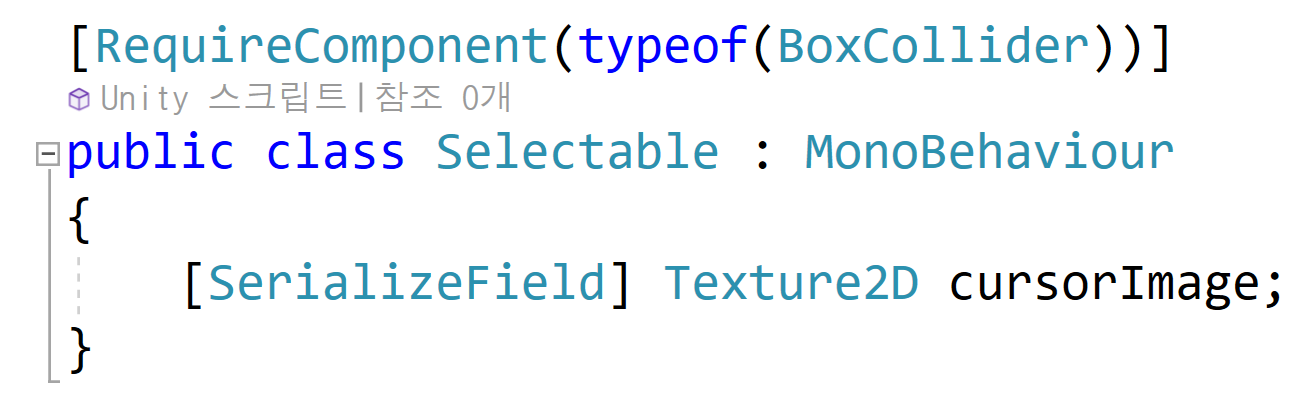 [RequireComponent(typeof(BoxCollider))]
Unity 스크립트|참조 0개
public class Selectable : MonoBehaviour
{
    [SerializeField] Texture2D cursorImage;
}